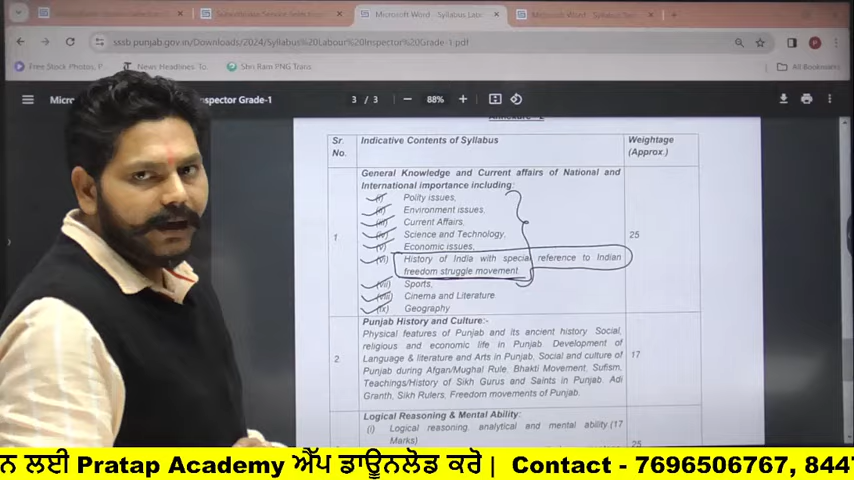 Microsoft Word - Syllabus Labo
sssb.punjab.gov.in/Downloads/2024/Syllabus%20Labour%20Inspector%20Grade-1.pdf
Free Stock Photos, P...
News Headlines, To...
Shri Ram PNG Trans...
All Bookmarks
Micro
nspector Grade-1
3 / 3
88%
Annexure-2
Sr. No.
Indicative Contents of Syllabus
Weightage (Approx.)
1
General Knowledge and Current affairs of National and
International importance including:
(i) Polity issues,
(ii) Environment issues,
(iii) Current Affairs,
(iv) Science and Technology,
(v) Economic issues,
(vi) History of India with special reference to Indian
freedom struggle movement
(vii) Sports,
(viii) Cinema and Literature.
(ix) Geography
25
2.
Punjab History and Culture:-
Physical features of Punjab and its ancient history Social,
religious and economic life in Punjab Development of
Language & literature and Arts in Punjab, Social and culture of
Punjab during Afgan/Mughal Rule, Bhakti Movement, Sufism,
Teachings/History of Sikh Gurus and Saints in Punjab. Adi
Granth, Sikh Rulers, Freedom movements of Punjab.
17
Logical Reasoning & Mental Ability:
(i) Logical reasoning, analytical and mental ability.(17
Marks)
25
ਨ ਲਈ Pratap Academy ਐੱਪ ਡਾਊਨਲੋਡ ਕਰੋ | Contact - 7696506767, 844